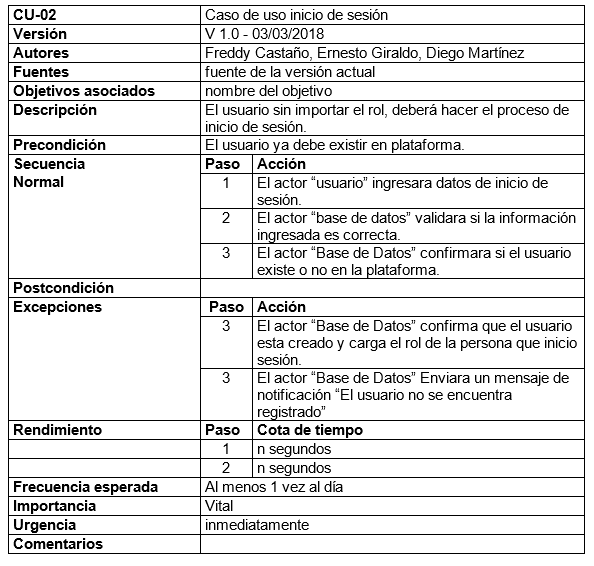 CU-02 Caso de uso inicio de sesión
Versión V 1.0 - 03/03/2018
Autores Freddy Castaño, Ernesto Giraldo, Diego Martínez
Fuentes fuente de la versión actual
Objetivos asociados nombre del objetivo
Descripción El usuario sin importar el rol, deberá hacer el proceso de
inicio de sesión.
Precondición El usuario ya debe existir en plataforma.
Secuencia Paso Acción
Normal 1 El actor “usuario” ingresara datos de inicio de
sesión.
2 El actor “base de datos” validara si la información
ingresada es correcta.
3 El actor “Base de Datos” confirmara si el usuario
existe o no en la plataforma.
Postcondición
Excepciones Paso Acción
3 El actor “Base de Datos” confirma que el usuario
esta creado y carga el rol de la persona que inicio
sesión.
3 El actor “Base de Datos” Enviara un mensaje de
notificación “El usuario no se encuentra
registrado”
Rendimiento Paso Cota de tiempo
1 n segundos
2 n segundos
Frecuencia esperada Al menos 1 vez al día
Importancia Vital
Urgencia inmediatamente
Comentarios